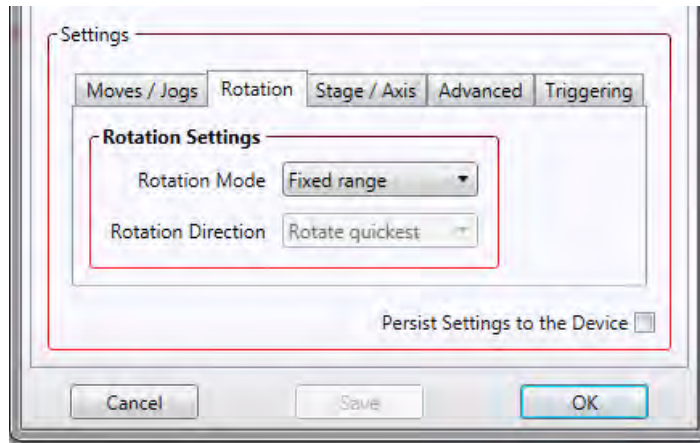 Settings
Moves / Jogs Rotation Stage / Axis Advanced Triggering
Rotation Settings
Rotation Mode Fixed range
Rotation Direction Rotate quickest
Persist Settings to the Device
Cancel Save OK